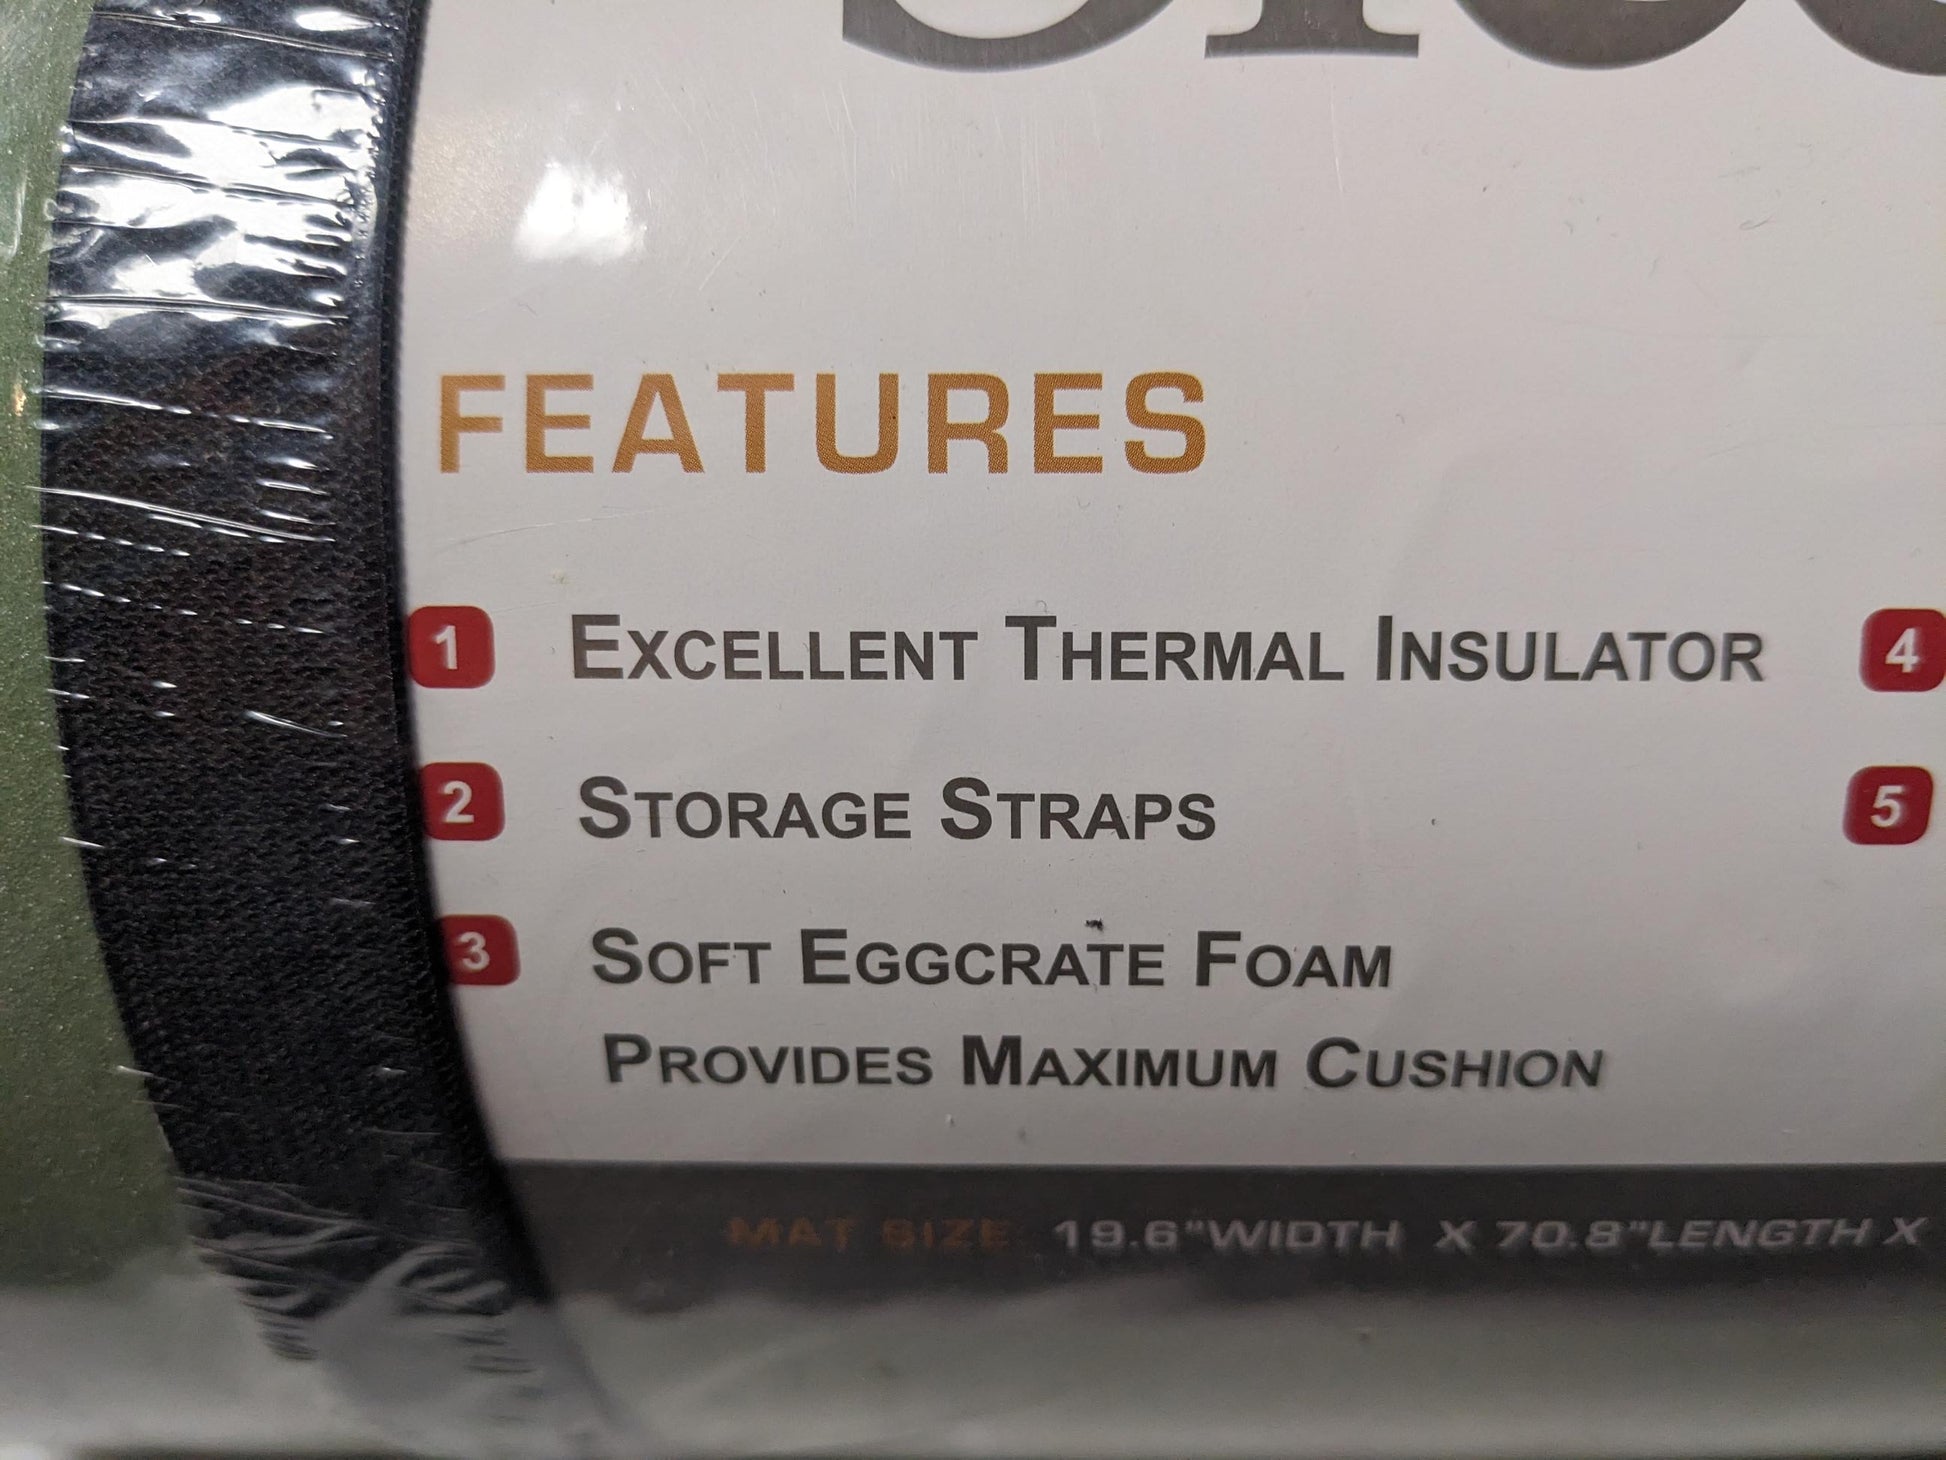 FEATURES
1 EXCELLENT THERMAL INSULATOR 4
2 STORAGE STRAPS 5
3 SOFT EGGCRATE FOAM
PROVIDES MAXIMUM CUSHION
MAT SIZE 19.6"WIDTH X 70.8"LENGTH X